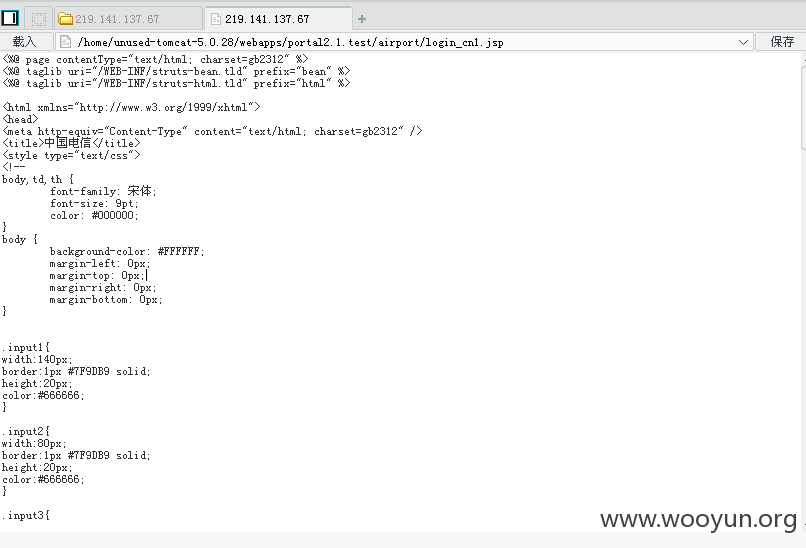 219.141.137.67
219.141.137.67
载入
/home/unused-tomcat-5.0.28/webapps/portal2.1.test/airport/login_cn1.jsp
保存
<%@ page contentType="text/html; charset=gb2312" %>
<%@ taglib uri="/WEB-INF/struts-bean.tld" prefix="bean" %>
<%@ taglib uri="/WEB-INF/struts-html.tld" prefix="html" %>
<html xmlns="http://www.w3.org/1999/xhtml">
<head>
<meta http-equiv="Content-Type" content="text/html; charset=gb2312" />
<title>中国电信</title>
<style type="text/css">
<!--
body,td,th {
font-family: 宋体;
font-size: 9pt;
color: #000000;
}
body {
background-color: #FFFFFF;
margin-left: 0px;
margin-top: 0px;
margin-right: 0px;
margin-bottom: 0px;
}
.input1{
width:140px;
border:1px #7F9DB9 solid;
height:20px;
color:#666666;
}
.input2{
width:80px;
border:1px #7F9DB9 solid;
height:20px;
color:#666666;
}
.input3{
www.wooyun.org